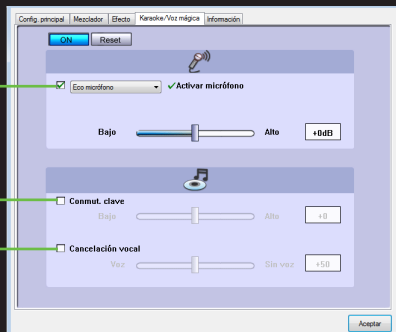 Config. principal Mezclador Efecto Karaoke/Voz mágica Información
ON Reset
Eco micrófono ✓Activar micrófono
Bajo Alto +0dB
Conmut. clave
Bajo Alto +0
Cancelación vocal
Voz Sin voz +50
Aceptar